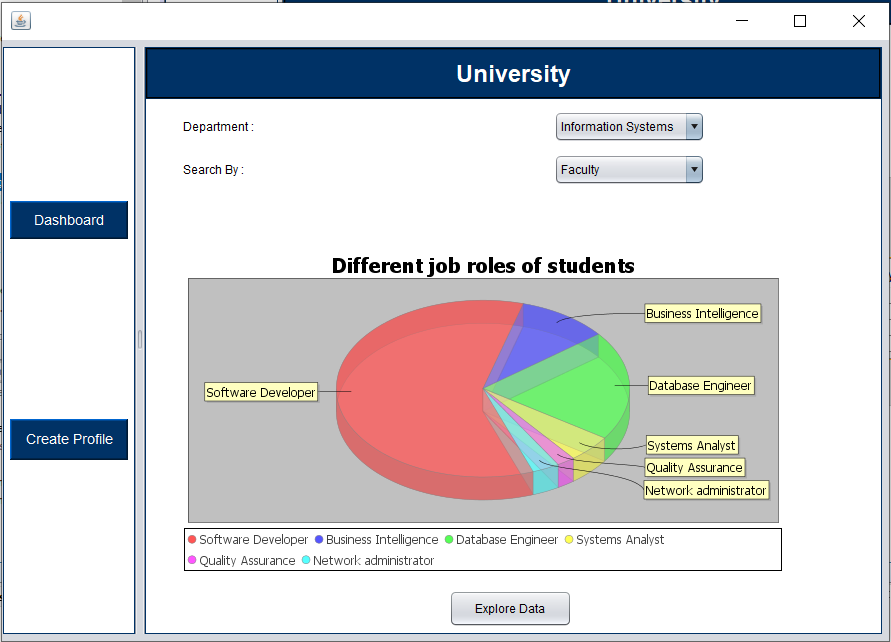 University
Department :
Information Systems
Search By :
Faculty
Dashboard
Create Profile
Different job roles of students
Business Intelligence
Software Developer
Database Engineer
Systems Analyst
Quality Assurance
Network administrator
Software Developer Business Intelligence Database Engineer Systems Analyst
Quality Assurance Network administrator
Explore Data